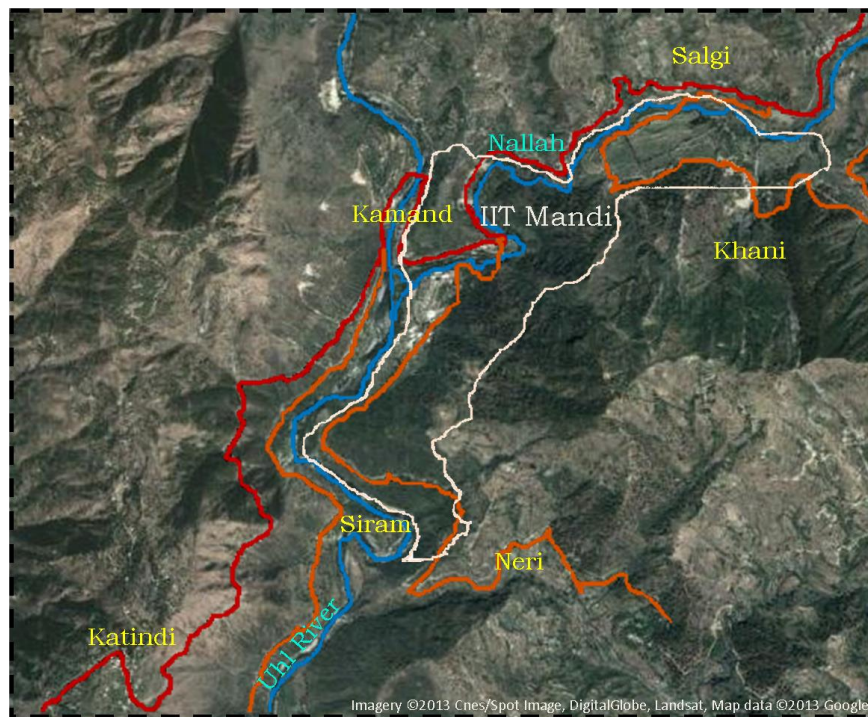 Salgi
Nallah
Kamand
IIT Mandi
Khani
Siram
Neri
Katindi
Uhl River
Imagery ©2013 Cnes/Spot Image, DigitalGlobe, Landsat, Map data ©2013 Google